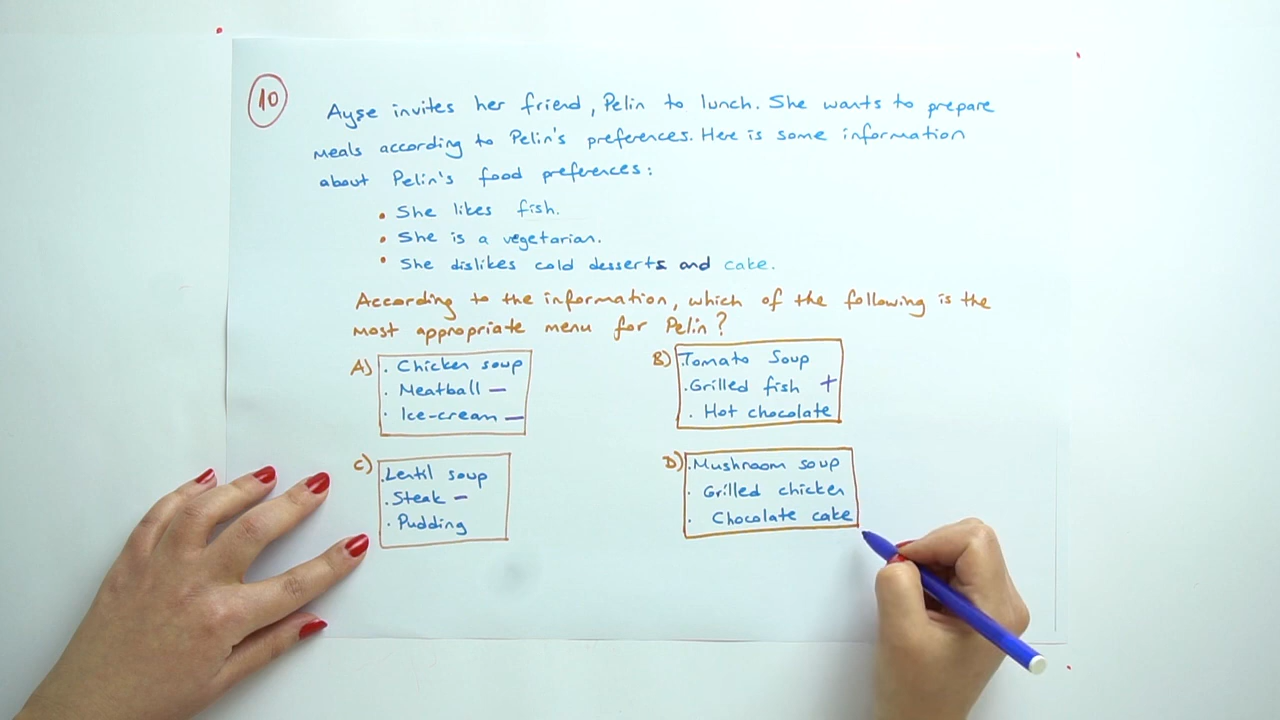 10
Ayşe invites her friend, Pelin to lunch. She wants to prepare
meals according to Pelin's preferences. Here is some information
about Pelin's food preferences:
• She likes fish.
• She is a vegetarian.
• She dislikes cold desserts and cake.
According to the information, which of the following is the
most appropriate menu for Pelin?
A) . Chicken soup
. Meatball –
. Ice-cream –
B) .Tomato Soup
.Grilled fish +
. Hot chocolate
C) .Lentil soup
.Steak –
. Pudding
D) .Mushroom soup
. Grilled chicken
. Chocolate cake